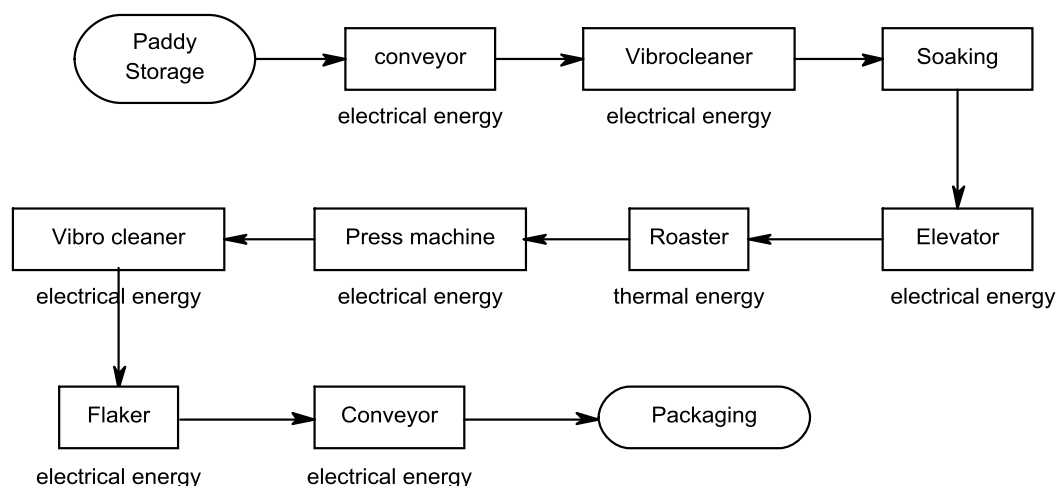 Paddy
Storage
conveyor
Vibrocleaner
Soaking
electrical energy
electrical energy
Vibro cleaner
Press machine
Roaster
Elevator
electrical energy
electrical energy
thermal energy
electrical energy
Flaker
Conveyor
Packaging
electrical energy
electrical energy